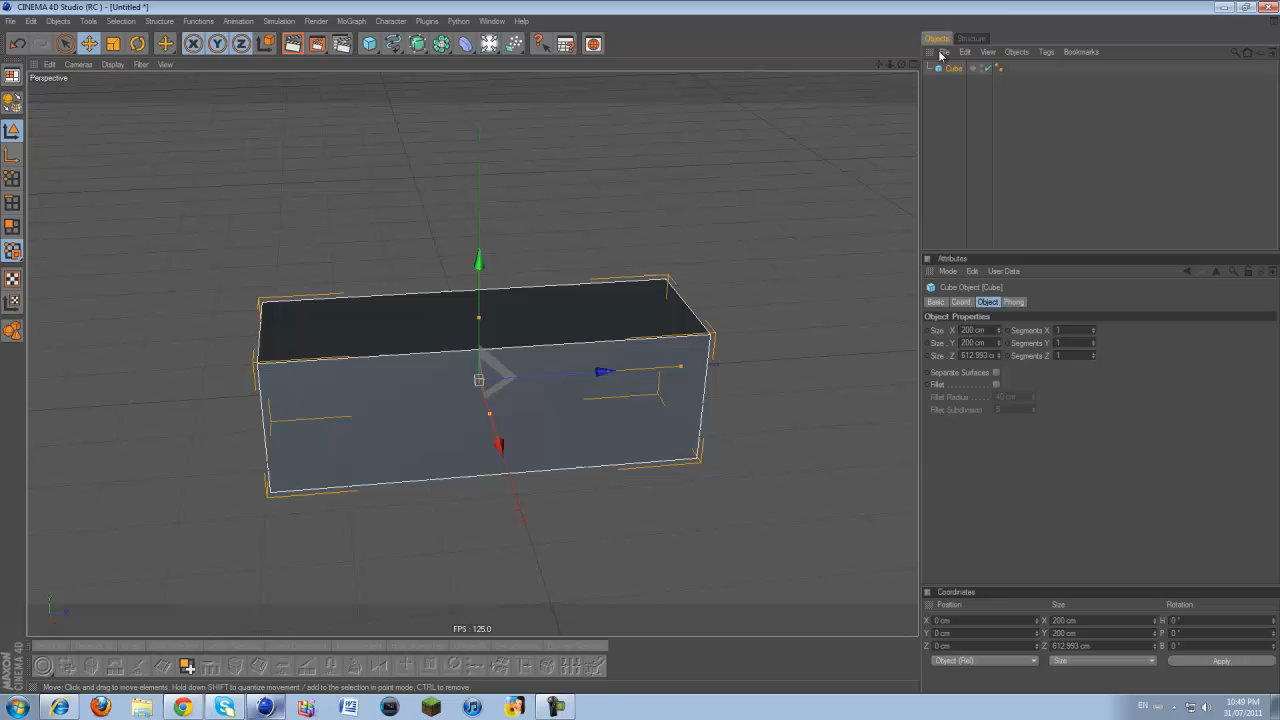 CINEMA 4D Studio (RC) - [Untitled *]
File Edit Objects Tools Selection Structure Functions Animation Simulation Render MoGraph Character Plugins Python Window Help
Objects Structure
Edit Cameras Display Filter View
Edit View Objects Tags Bookmarks
Perspective
Cube
Attributes
Mode Edit User Data
Cube Object [Cube]
Basic Coord. Object Phong
Object Properties
Size . X 200 cm Segments X 1
Size . Y 200 cm Segments Y 1
Size . Z 612.993 c Segments Z 1
Separate Surfaces
Fillet
Fillet Radius 40 cm
Fillet Subdivision
Coordinates
Position Size Rotation
X 0 cm X 200 cm H 0 °
Y 0 cm Y 200 cm P 0 °
Z 0 cm Z 612.993 cm B 0 °
Object (Rel) Size Apply
FPS : 125.0
MAXON CINEMA 4D
Move: Click and drag to move elements. Hold down SHIFT to quantize movement / add to the selection in point mode, CTRL to remove
EN 10:49 PM
31/07/2011